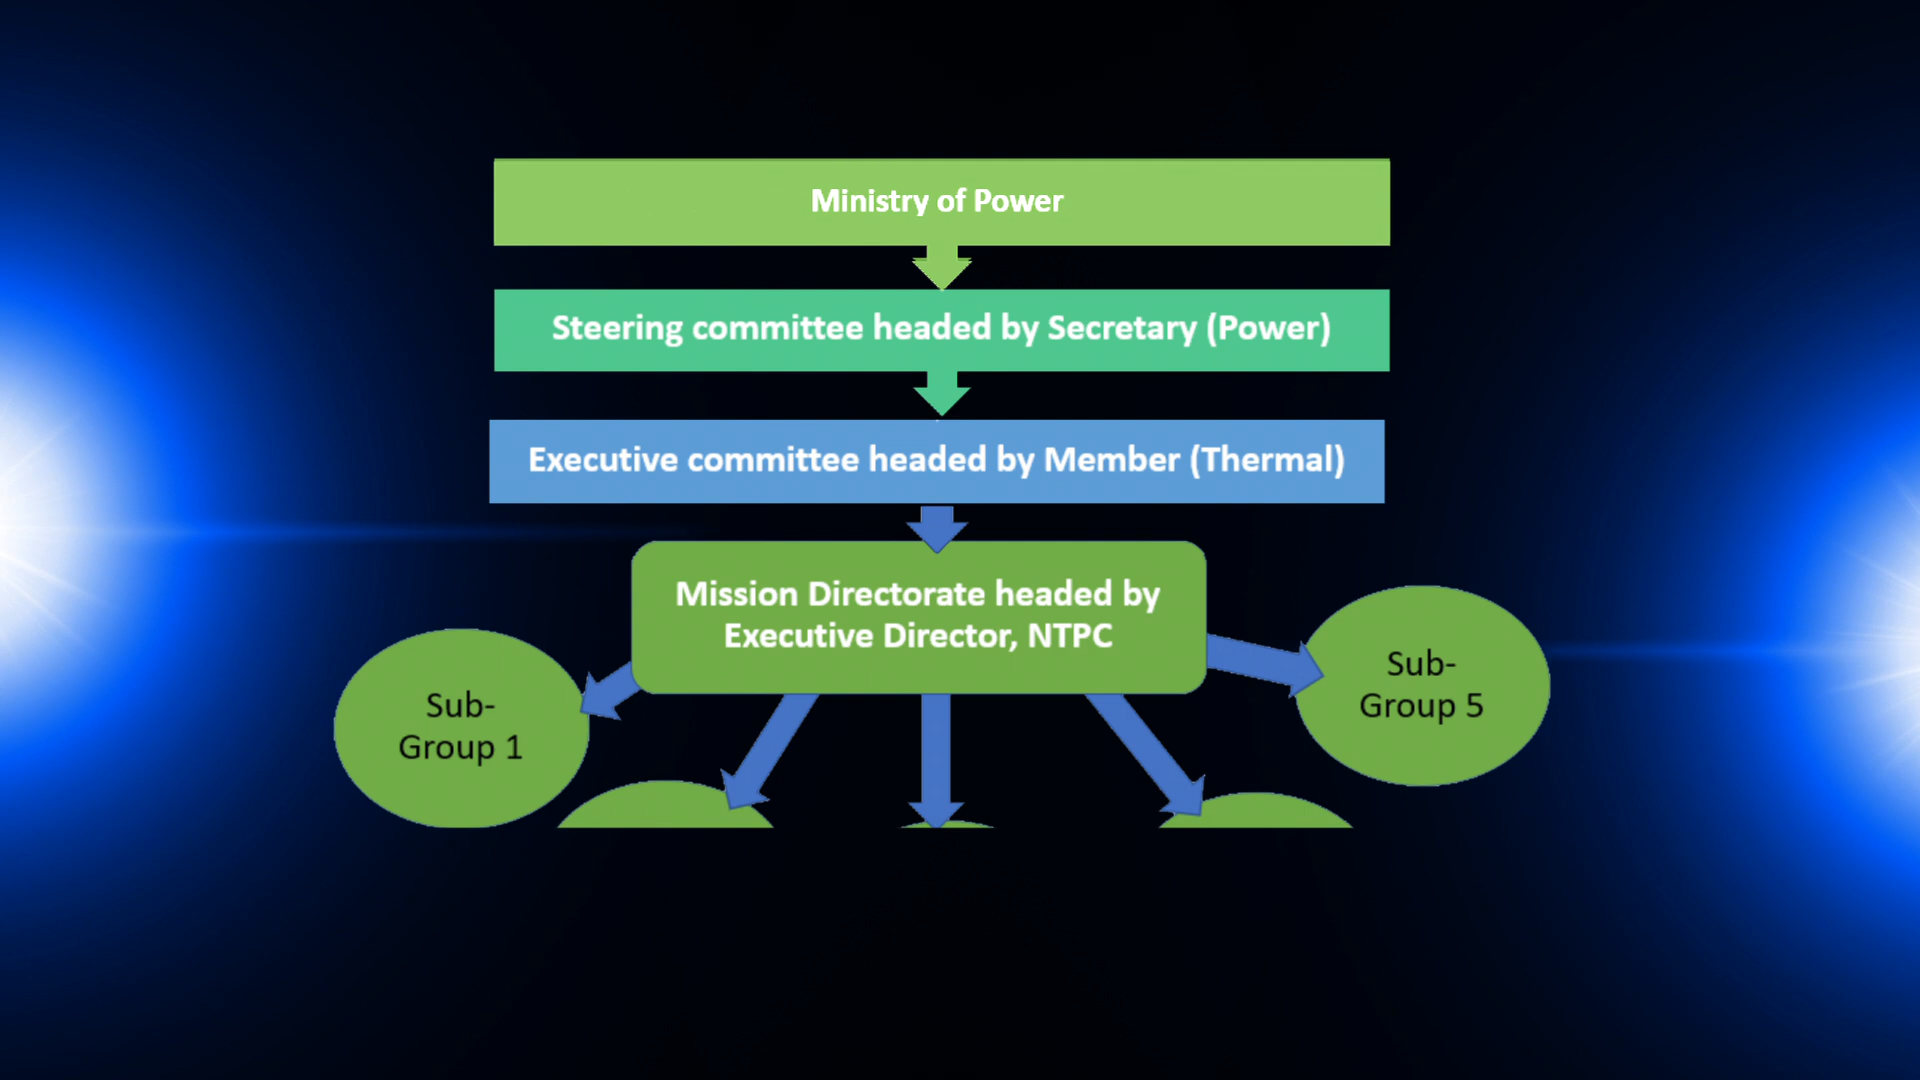 Ministry of Power
Steering committee headed by Secretary (Power)
Executive committee headed by Member (Thermal)
Mission Directorate headed by
Executive Director, NTPC
Sub-
Group 1
Sub-
Group 5